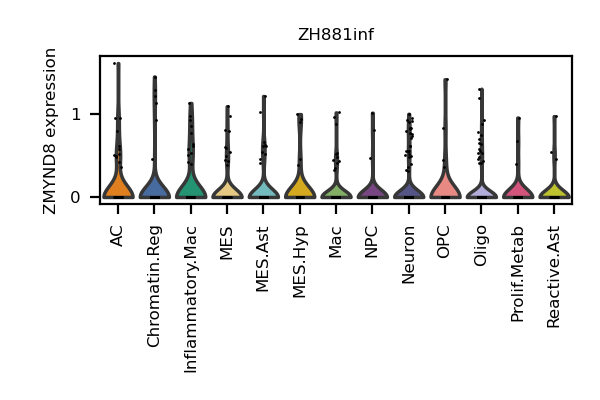 ZH881inf
ZMYND8 expression
1
0
AC
Chromatin.Reg
Inflammatory.Mac
MES
MES.Ast
MES.Hyp
Mac
NPC
Neuron
OPC
Oligo
Prolif.Metab
Reactive.Ast